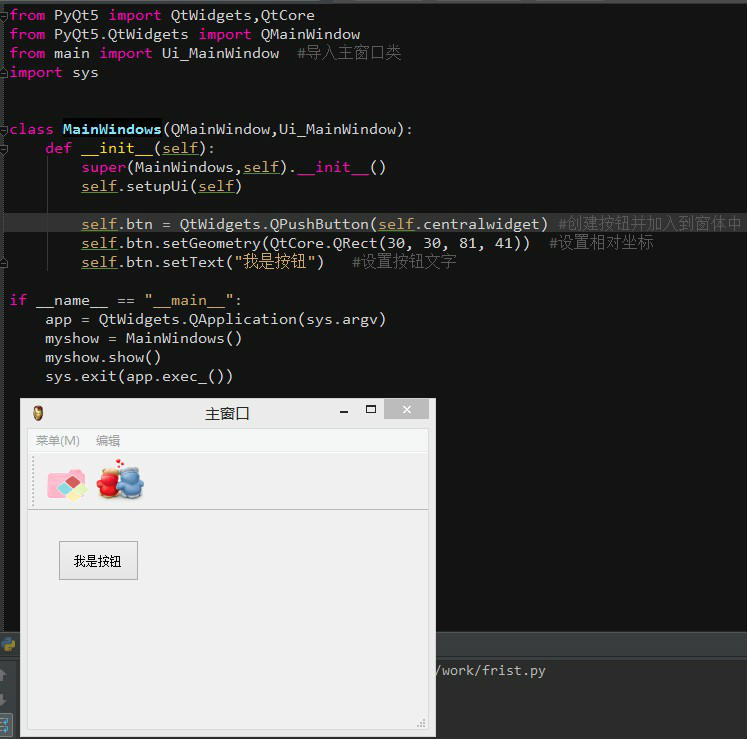 from PyQt5 import QtWidgets,QtCore
from PyQt5.QtWidgets import QMainWindow
from main import Ui_MainWindow  #导入主窗口类
import sys
class MainWindows(QMainWindow,Ui_MainWindow):
    def __init__(self):
        super(MainWindows,self).__init__()
        self.setupUi(self)
        self.btn = QtWidgets.QPushButton(self.centralwidget) #创建按钮并加入到窗体中
        self.btn.setGeometry(QtCore.QRect(30, 30, 81, 41))  #设置相对坐标
        self.btn.setText("我是按钮")   #设置按钮文字
if __name__ == "__main__":
    app = QtWidgets.QApplication(sys.argv)
    myshow = MainWindows()
    myshow.show()
    sys.exit(app.exec_())
主窗口
菜单(M) 编辑
我是按钮
/work/frist.py